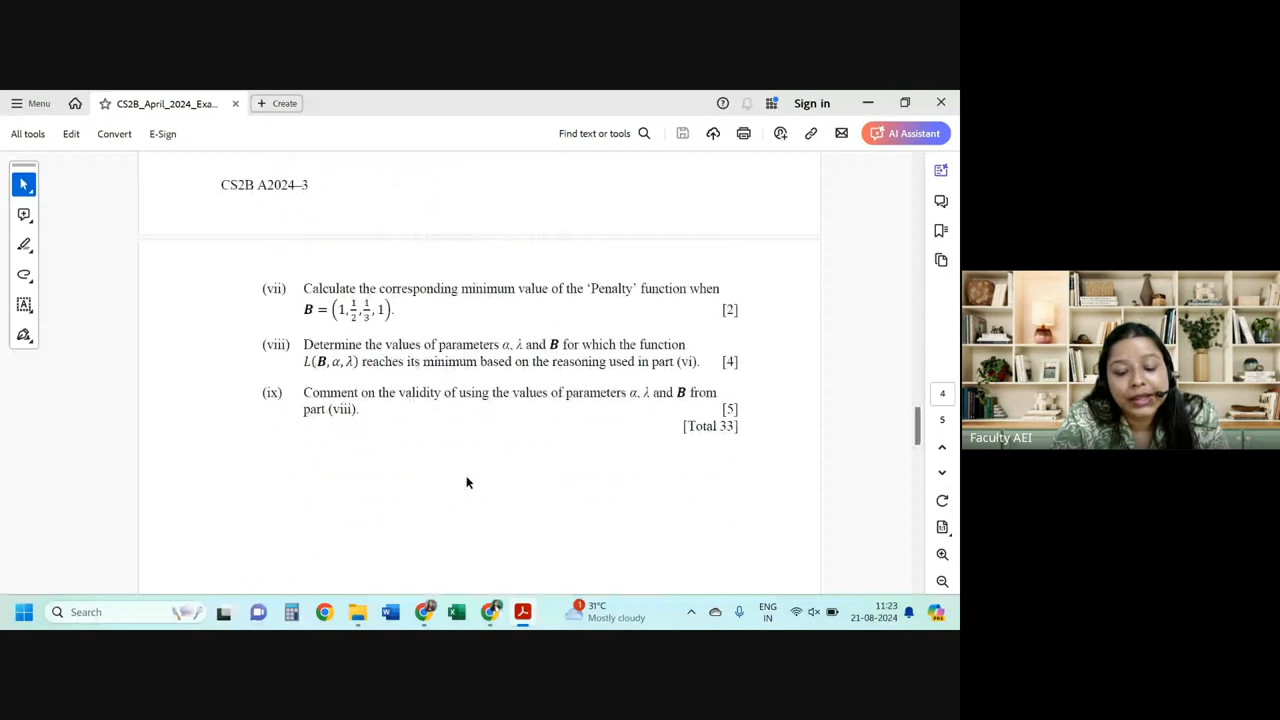 Menu
CS2B_April_2024_Exa...
Create
Sign in
All tools
Edit
Convert
E-Sign
Find text or tools
AI Assistant
CS2B A2024–3
(vii) Calculate the corresponding minimum value of the ‘Penalty’ function when
B = (1, 1/2, 1/3, 1). [2]
(viii) Determine the values of parameters α, λ and B for which the function
L(B, α, λ) reaches its minimum based on the reasoning used in part (vi). [4]
(ix) Comment on the validity of using the values of parameters α, λ and B from
part (viii). [5]
[Total 33]
4
5
1:1
Faculty AEI
Search
1
31°C
Mostly cloudy
ENG
IN
11:23
21-08-2024